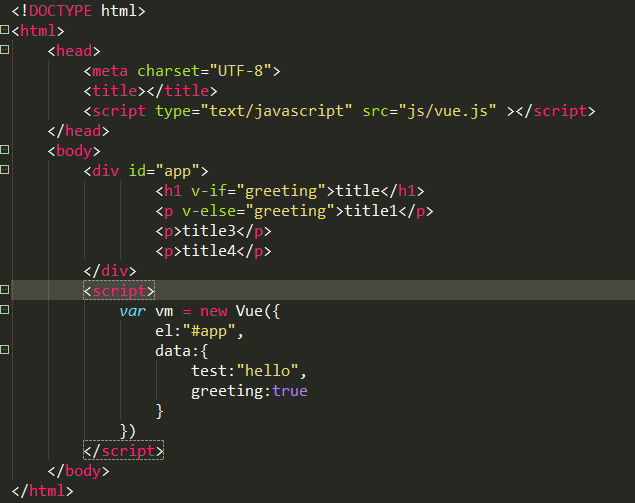 <!DOCTYPE html>
<html>
<head>
<meta charset="UTF-8">
<title></title>
<script type="text/javascript" src="js/vue.js" ></script>
</head>
<body>
<div id="app">
<h1 v-if="greeting">title</h1>
<p v-else="greeting">title1</p>
<p>title3</p>
<p>title4</p>
</div>
<script>
var vm = new Vue({
el:"#app",
data:{
test:"hello",
greeting:true
}
})
</script>
</body>
</html>